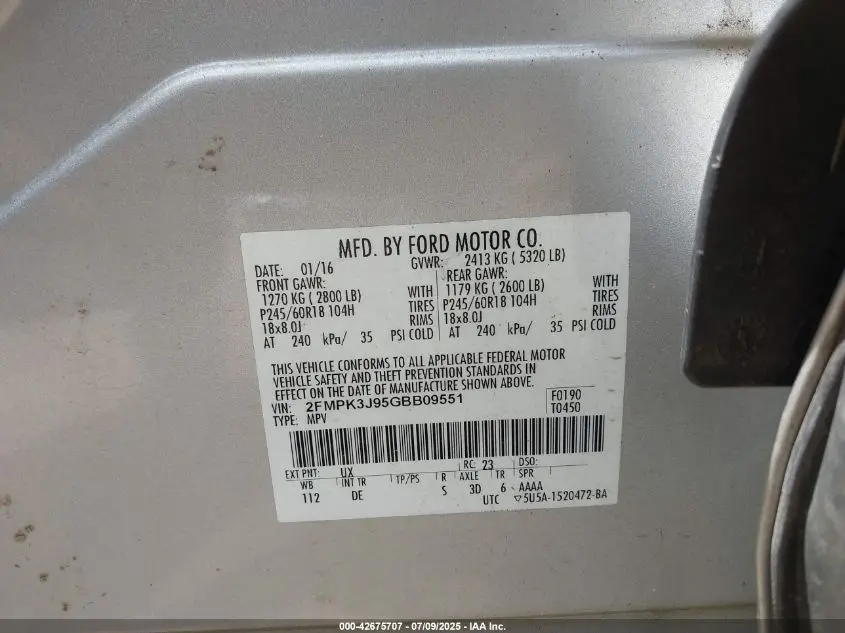 MFD. BY FORD MOTOR CO.
DATE: 01/16 GVWR: 2413 KG ( 5320 LB)
FRONT GAWR: REAR GAWR:
1270 KG ( 2800 LB) WITH 1179 KG ( 2600 LB) WITH
P245/60R18 104H TIRES P245/60R18 104H TIRES
18x8.0J RIMS 18x8.0J RIMS
AT 240 kPa/ 35 PSI COLD AT 240 kPa/ 35 PSI COLD
THIS VEHICLE CONFORMS TO ALL APPLICABLE FEDERAL MOTOR
VEHICLE SAFETY AND THEFT PREVENTION STANDARDS IN
EFFECT ON THE DATE OF MANUFACTURE SHOWN ABOVE.
VIN: 2FMPK3J95GBB09551 F0190
TYPE: MPV T0450
EXT PNT: UX RC: 23 DSO:
WB INT TR TP/PS R AXLE TR SPR
112 DE S 3D 6 AAAA
UTC ▽5U5A-1520472-BA
000-42675707 - 07/09/2025 - IAA Inc.